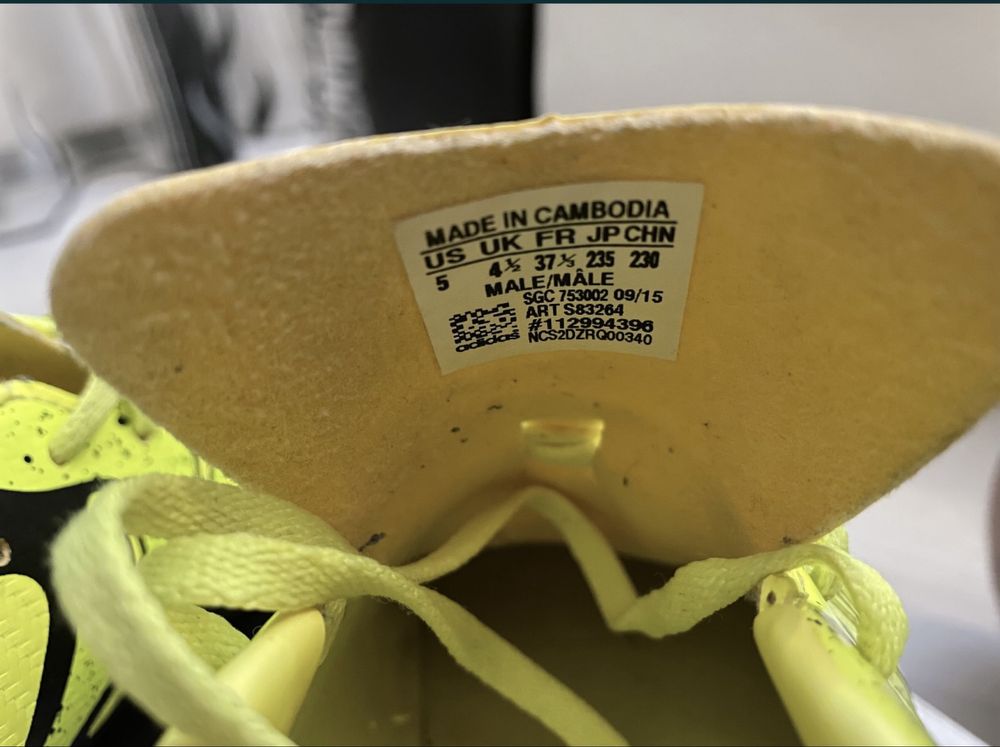 MADE IN CAMBODIA
US UK FR JP CHN
5 4½ 37⅓ 235 230
MALE/MÂLE
SGC 753002 09/15
ART S83264
#112994396
adidas NCS2DZRQ00340